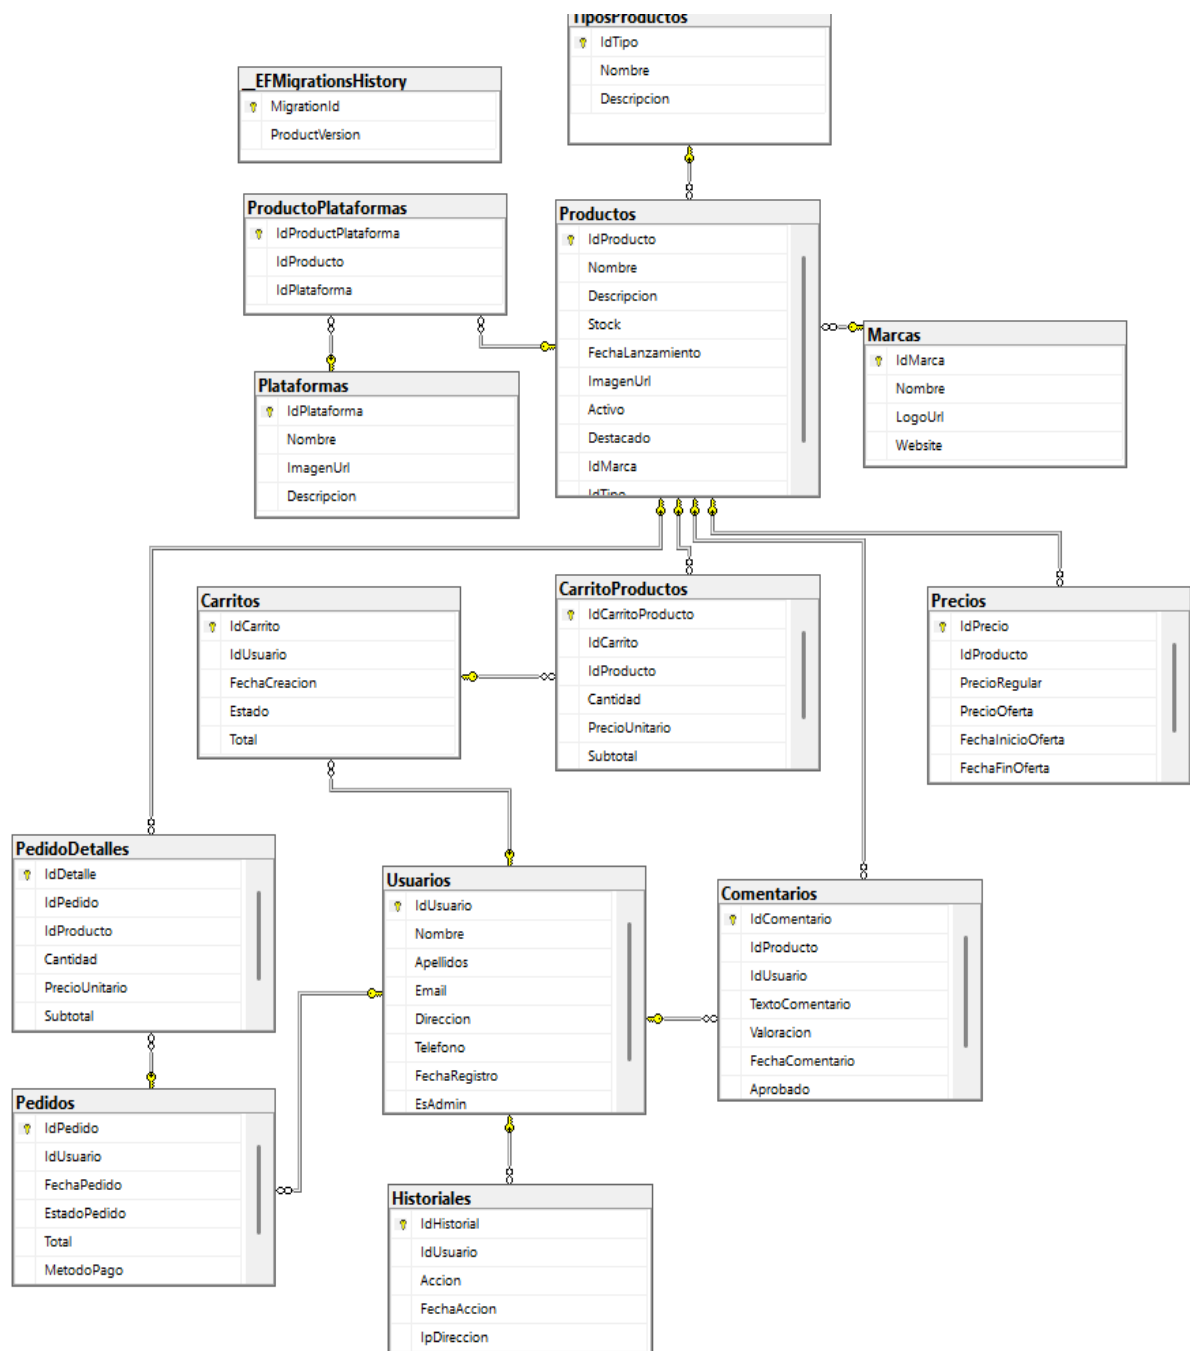 TiposProductos
IdTipo
Nombre
Descripcion
__EFMigrationsHistory
MigrationId
ProductVersion
ProductoPlataformas
IdProductPlataforma
IdProducto
IdPlataforma
Productos
IdProducto
Nombre
Descripcion
Stock
FechaLanzamiento
ImagenUrl
Activo
Destacado
IdMarca
IdTipo
Marcas
IdMarca
Nombre
LogoUrl
Website
Plataformas
IdPlataforma
Nombre
ImagenUrl
Descripcion
Carritos
IdCarrito
IdUsuario
FechaCreacion
Estado
Total
CarritoProductos
IdCarritoProducto
IdCarrito
IdProducto
Cantidad
PrecioUnitario
Subtotal
Precios
IdPrecio
IdProducto
PrecioRegular
PrecioOferta
FechaInicioOferta
FechaFinOferta
PedidoDetalles
IdDetalle
IdPedido
IdProducto
Cantidad
PrecioUnitario
Subtotal
Usuarios
IdUsuario
Nombre
Apellidos
Email
Direccion
Telefono
FechaRegistro
EsAdmin
Comentarios
IdComentario
IdProducto
IdUsuario
TextoComentario
Valoracion
FechaComentario
Aprobado
Pedidos
IdPedido
IdUsuario
FechaPedido
EstadoPedido
Total
MetodoPago
Historiales
IdHistorial
IdUsuario
Accion
FechaAccion
IpDireccion